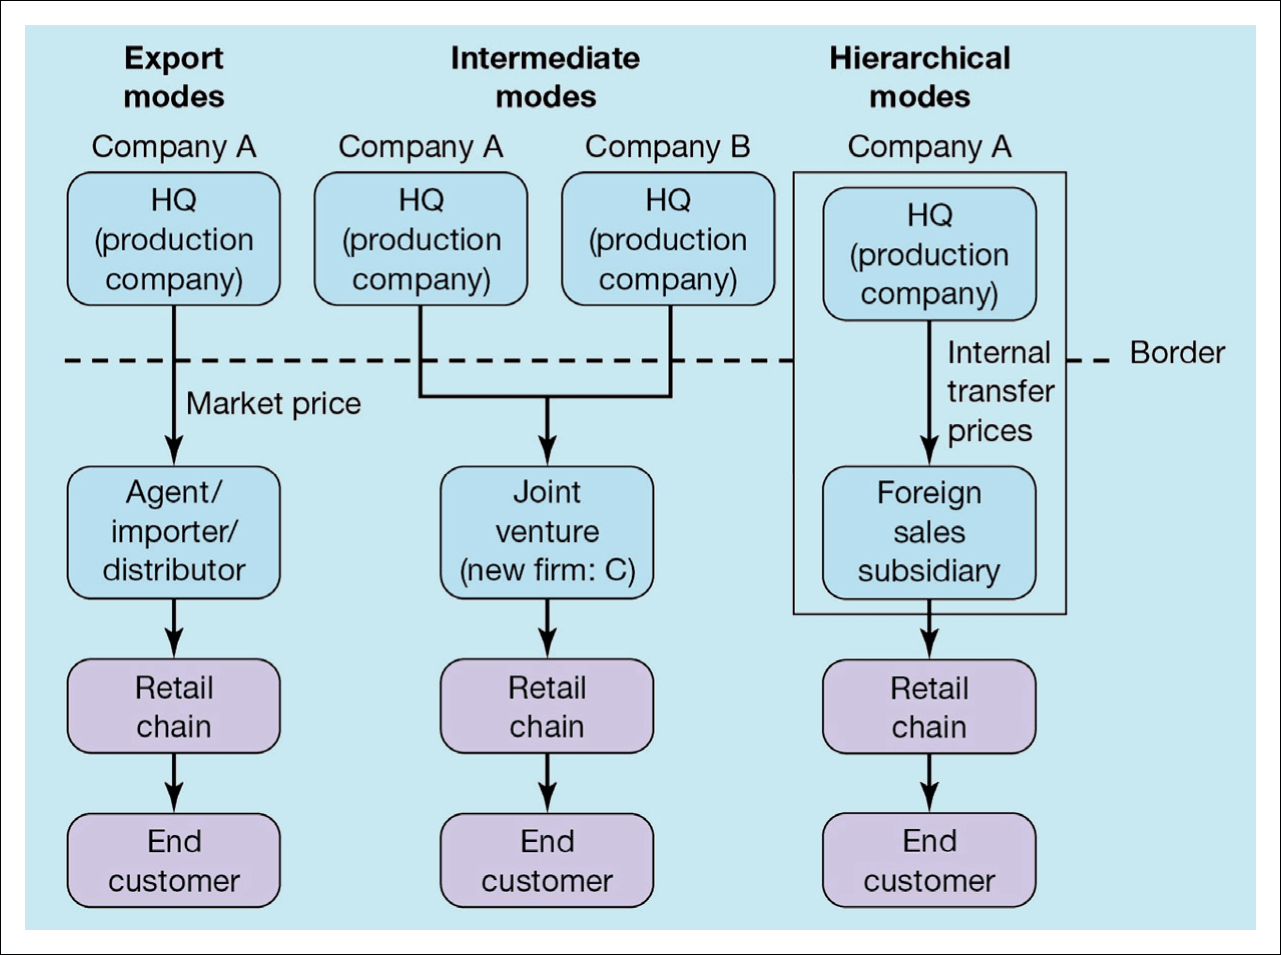 Export
modes
Intermediate
modes
Hierarchical
modes
Company A
Company A
Company B
Company A
HQ
(production
company)
HQ
(production
company)
HQ
(production
company)
HQ
(production
company)
Market price
Internal
transfer
prices
Border
Agent/
importer/
distributor
Joint
venture
(new firm: C)
Foreign
sales
subsidiary
Retail
chain
Retail
chain
Retail
chain
End
customer
End
customer
End
customer